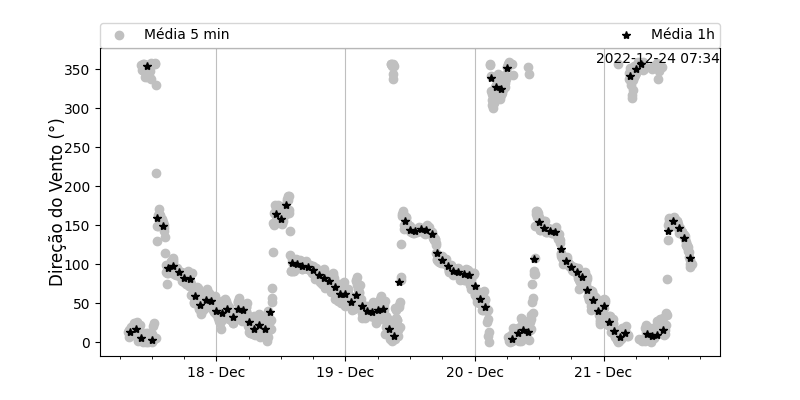 Média 5 min
Média 1h
2022-12-24 07:34
Direção do Vento (°)
350
300
250
200
150
100
50
0
18 - Dec
19 - Dec
20 - Dec
21 - Dec